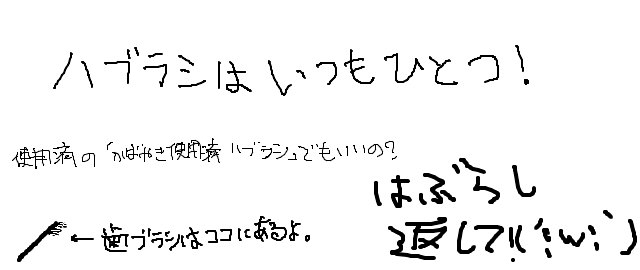 ハブラシはいつもひとつ!
使用済の「かばやき使用済ハブラシ」でもいいの?
はぶらし
返して!!(´;ω;`)
←歯ブラシはココにあるよ。